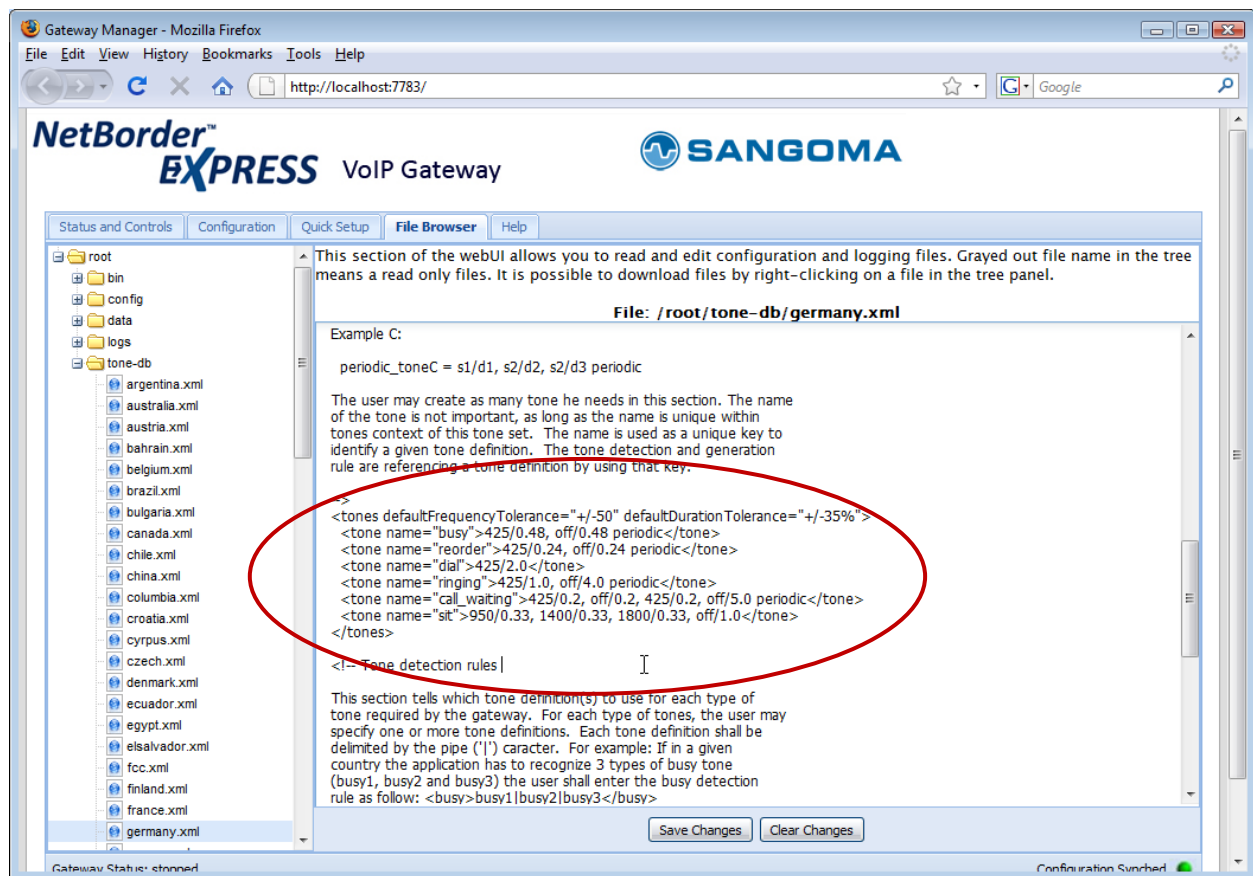 Gateway Manager - Mozilla Firefox
File Edit View History Bookmarks Tools Help
http://localhost:7783/
G Google
NetBorder™
EXPRESS VoIP Gateway
SANGOMA
Status and Controls Configuration Quick Setup File Browser Help
root
bin
config
data
logs
tone-db
argentina.xml
australia.xml
austria.xml
bahrain.xml
belgium.xml
brazil.xml
bulgaria.xml
canada.xml
chile.xml
china.xml
columbia.xml
croatia.xml
cyrpus.xml
czech.xml
denmark.xml
ecuador.xml
egypt.xml
elsalvador.xml
fcc.xml
finland.xml
france.xml
germany.xml
This section of the webUI allows you to read and edit configuration and logging files. Grayed out file name in the tree
means a read only files. It is possible to download files by right-clicking on a file in the tree panel.
File: /root/tone-db/germany.xml
Example C:
periodic_toneC = s1/d1, s2/d2, s2/d3 periodic
The user may create as many tone he needs in this section. The name
of the tone is not important, as long as the name is unique within
tones context of this tone set. The name is used as a unique key to
identify a given tone definition. The tone detection and generation
rule are referencing a tone definition by using that key.
-->
<tones defaultFrequencyTolerance="+/-50" defaultDurationTolerance="+/-35%">
<tone name="busy">425/0.48, off/0.48 periodic</tone>
<tone name="reorder">425/0.24, off/0.24 periodic</tone>
<tone name="dial">425/2.0</tone>
<tone name="ringing">425/1.0, off/4.0 periodic</tone>
<tone name="call_waiting">425/0.2, off/0.2, 425/0.2, off/5.0 periodic</tone>
<tone name="sit">950/0.33, 1400/0.33, 1800/0.33, off/1.0</tone>
</tones>
<!-- Tone detection rules
This section tells which tone definition(s) to use for each type of
tone required by the gateway. For each type of tones, the user may
specify one or more tone definitions. Each tone definition shall be
delimited by the pipe ('|') caracter. For example: If in a given
country the application has to recognize 3 types of busy tone
(busy1, busy2 and busy3) the user shall enter the busy detection
rule as follow: <busy>busy1|busy2|busy3</busy>
Save Changes Clear Changes
Gateway Status: stopped Configuration Synched